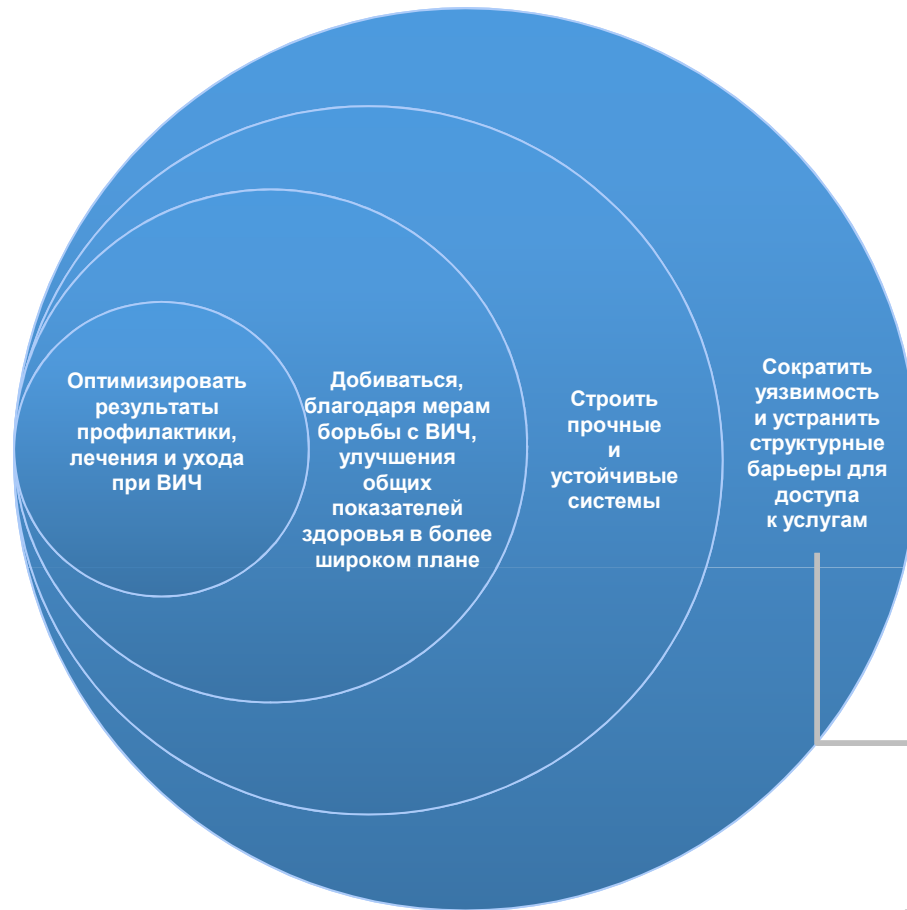 Оптимизировать
результаты
профилактики,
лечения и ухода
при ВИЧ
Добиваться,
благодаря мерам
борьбы с ВИЧ,
улучшения
общих
показателей
здоровья в более
широком плане
Строить
прочные
и
устойчивые
системы
Сократить
уязвимость
и устранить
структурные
барьеры для
доступа
к услугам